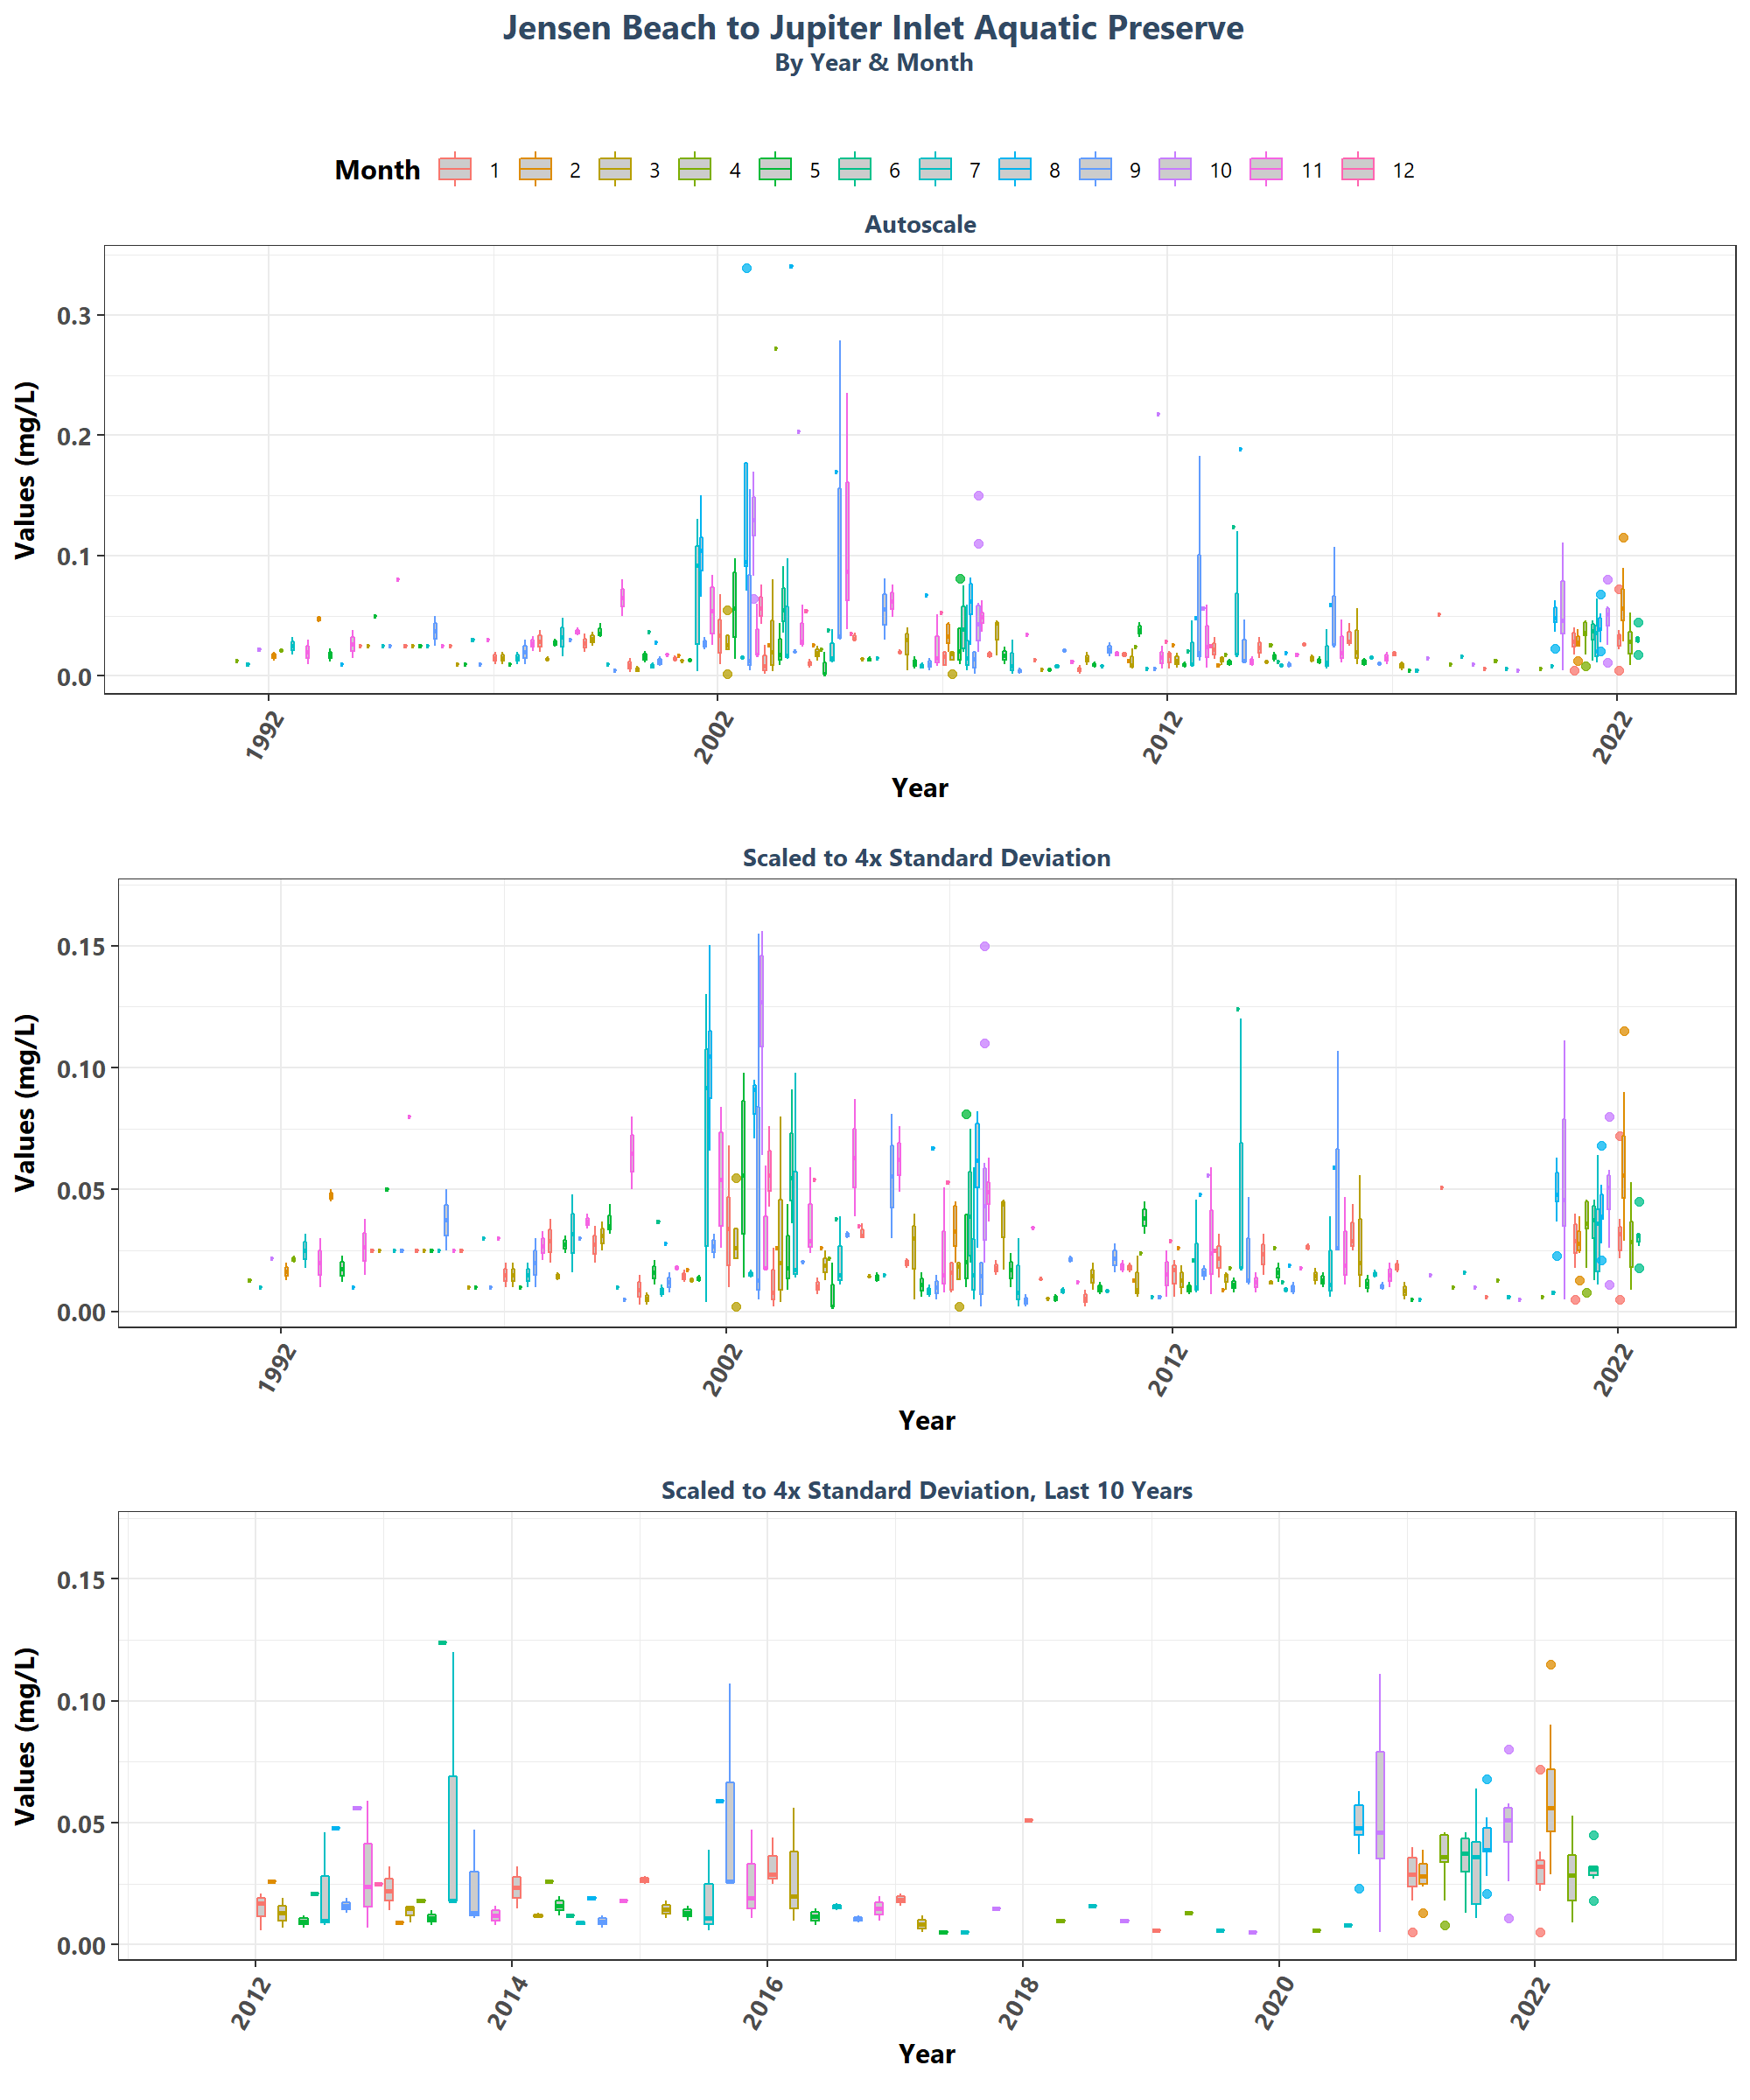 Jensen Beach to Jupiter Inlet Aquatic Preserve
By Year & Month
Month 1 2 3 4 5 6 7 8 9 10 11 12
Autoscale
Values (mg/L)
0.3
0.2
0.1
0.0
1992 2002 2012 2022
Year
Scaled to 4x Standard Deviation
Values (mg/L)
0.15
0.10
0.05
0.00
1992 2002 2012 2022
Year
Scaled to 4x Standard Deviation, Last 10 Years
Values (mg/L)
0.15
0.10
0.05
0.00
2012 2014 2016 2018 2020 2022
Year